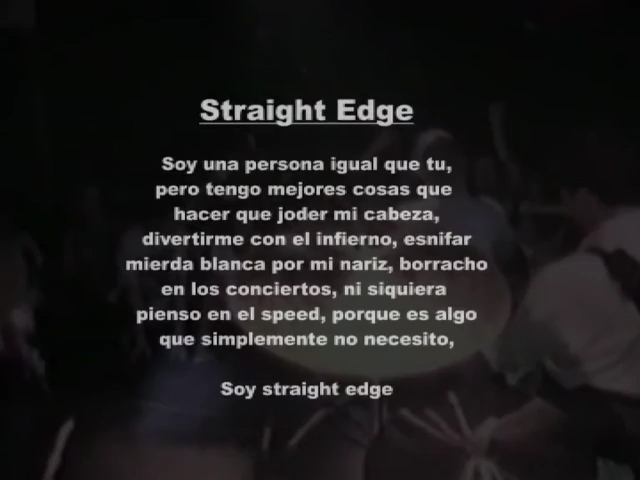 Straight Edge
Soy una persona igual que tu,
pero tengo mejores cosas que
hacer que joder mi cabeza,
divertirme con el infierno, esnifar
mierda blanca por mi nariz, borracho
en los conciertos, ni siquiera
pienso en el speed, porque es algo
que simplemente no necesito,
Soy straight edge